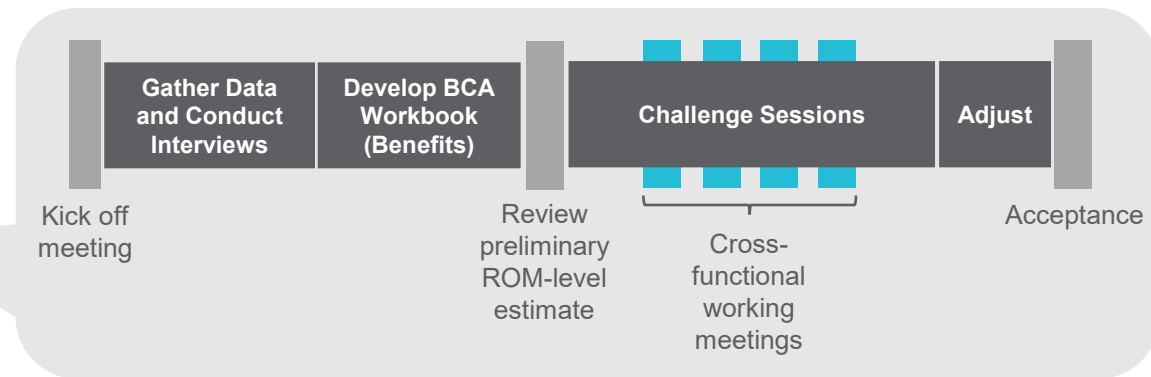 Gather Data
and Conduct
Interviews
Develop BCA
Workbook
(Benefits)
Challenge Sessions
Adjust
Kick off
meeting
Review
preliminary
ROM-level
estimate
Cross-
functional
working
meetings
Acceptance